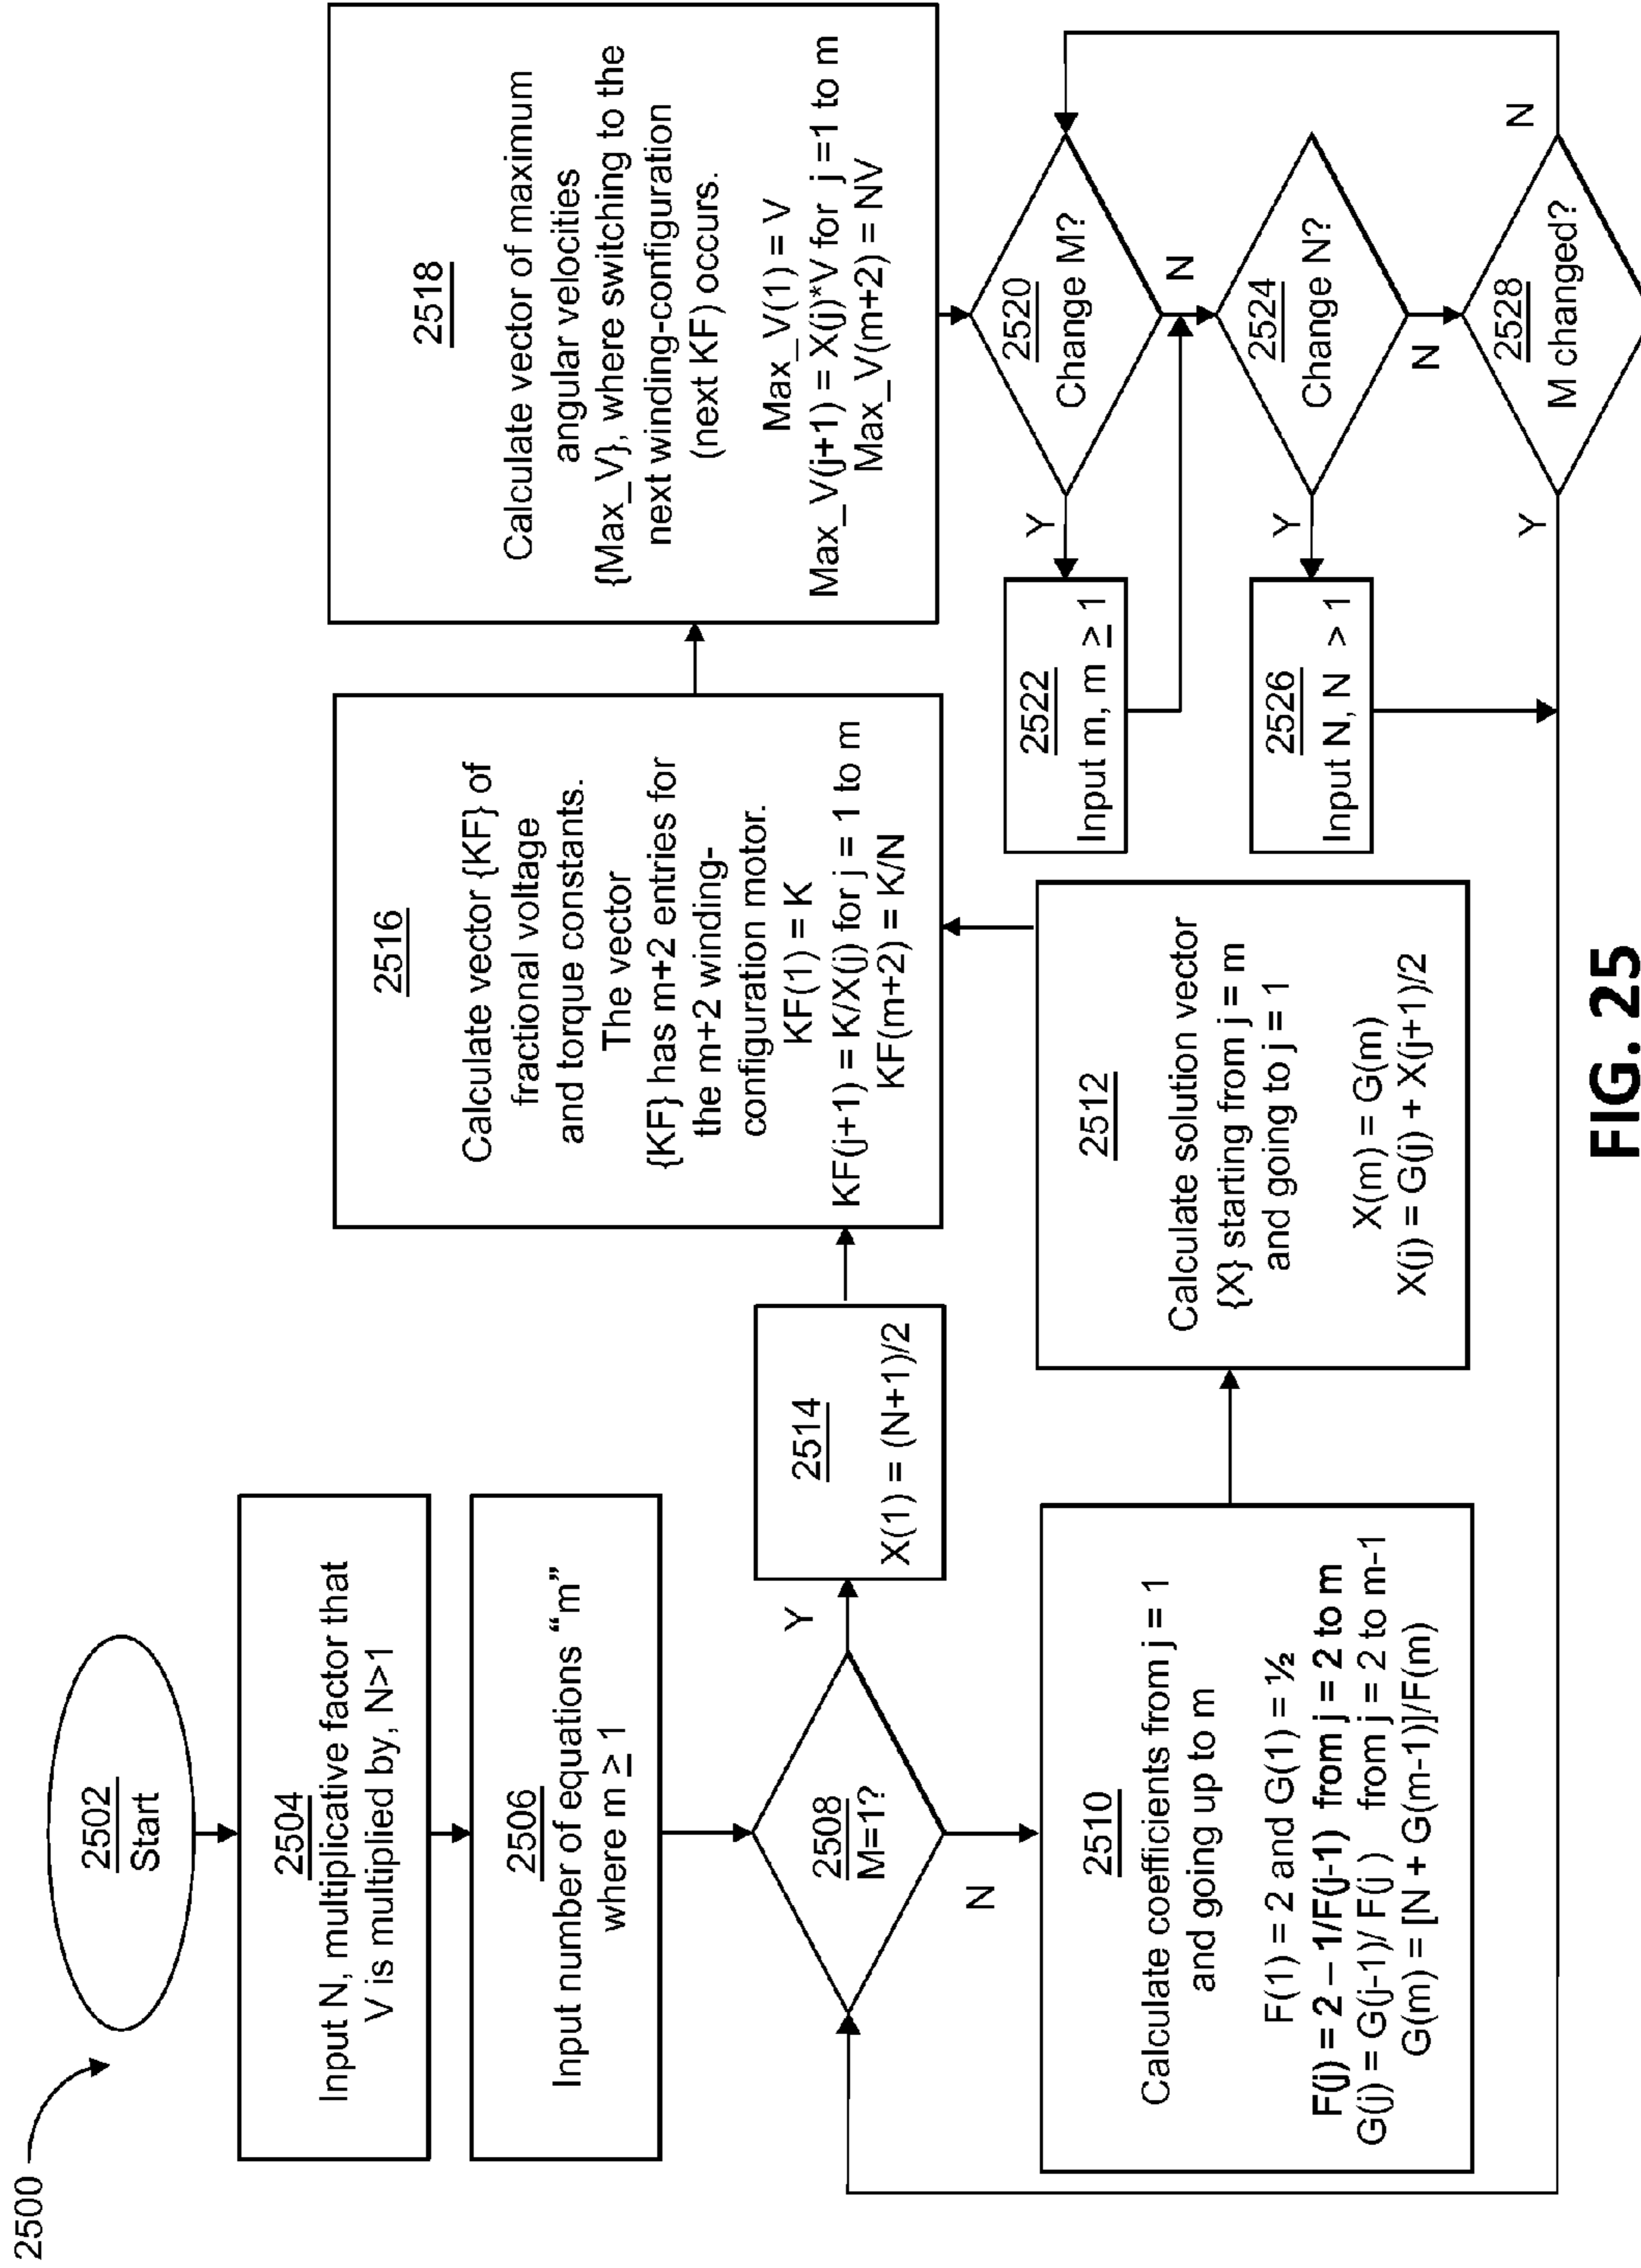 2500
2502
Start
2504
Input N, multiplicative factor that
V is multiplied by, N>1
2506
Input number of equations “m”
where m ≥ 1
2508
M=1?
Y
N
2510
Calculate coefficients from j = 1
and going up to m
F(1) = 2 and G(1) = ½
F(j) = 2 – 1/F(j-1) from j = 2 to m
G(j) = G(j-1)/ F(j) from j = 2 to m-1
G(m) = [N + G(m-1)]/F(m)
2514
X(1) = (N+1)/2
2512
Calculate solution vector
{X} starting from j = m
and going to j = 1
X(m) = G(m)
X(j) = G(j) + X(j+1)/2
2516
Calculate vector {KF} of
fractional voltage
and torque constants.
The vector
{KF} has m+2 entries for
the m+2 winding-
configuration motor.
KF(1) = K
KF(j+1) = K/X(j) for j = 1 to m
KF(m+2) = K/N
2518
Calculate vector of maximum
angular velocities
{Max_V}, where switching to the
next winding-configuration
(next KF) occurs.
Max_V(1) = V
Max_V(j+1) = X(j)*V for j =1 to m
Max_V(m+2) = NV
2520
Change M?
Y
N
2522
Input m, m ≥ 1
2524
Change N?
Y
N
2526
Input N, N > 1
2528
M changed?
Y
N
FIG. 25